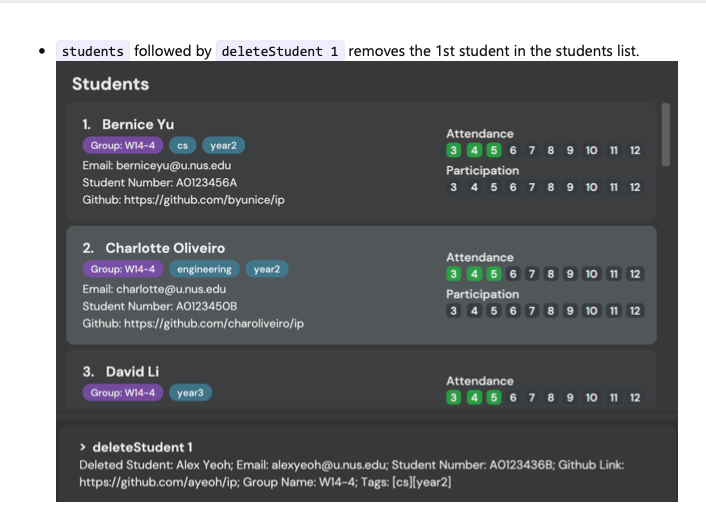 students followed by deleteStudent 1 removes the 1st student in the students list.
Students
1. Bernice Yu
Group: W14-4 cs year2
Email: berniceyu@u.nus.edu
Student Number: A0123456A
Github: https://github.com/byunice/ip
Attendance
3 4 5 6 7 8 9 10 11 12
Participation
3 4 5 6 7 8 9 10 11 12
2. Charlotte Oliveiro
Group: W14-4 engineering year2
Email: charlotte@u.nus.edu
Student Number: A0123450B
Github: https://github.com/charoliveiro/ip
Attendance
3 4 5 6 7 8 9 10 11 12
Participation
3 4 5 6 7 8 9 10 11 12
3. David Li
Group: W14-4 year3
Attendance
3 4 5 6 7 8 9 10 11 12
> deleteStudent 1
Deleted Student: Alex Yeoh; Email: alexyeoh@u.nus.edu; Student Number: A0123436B; Github Link:
https://github.com/ayeoh/ip; Group Name: W14-4; Tags: [cs][year2]